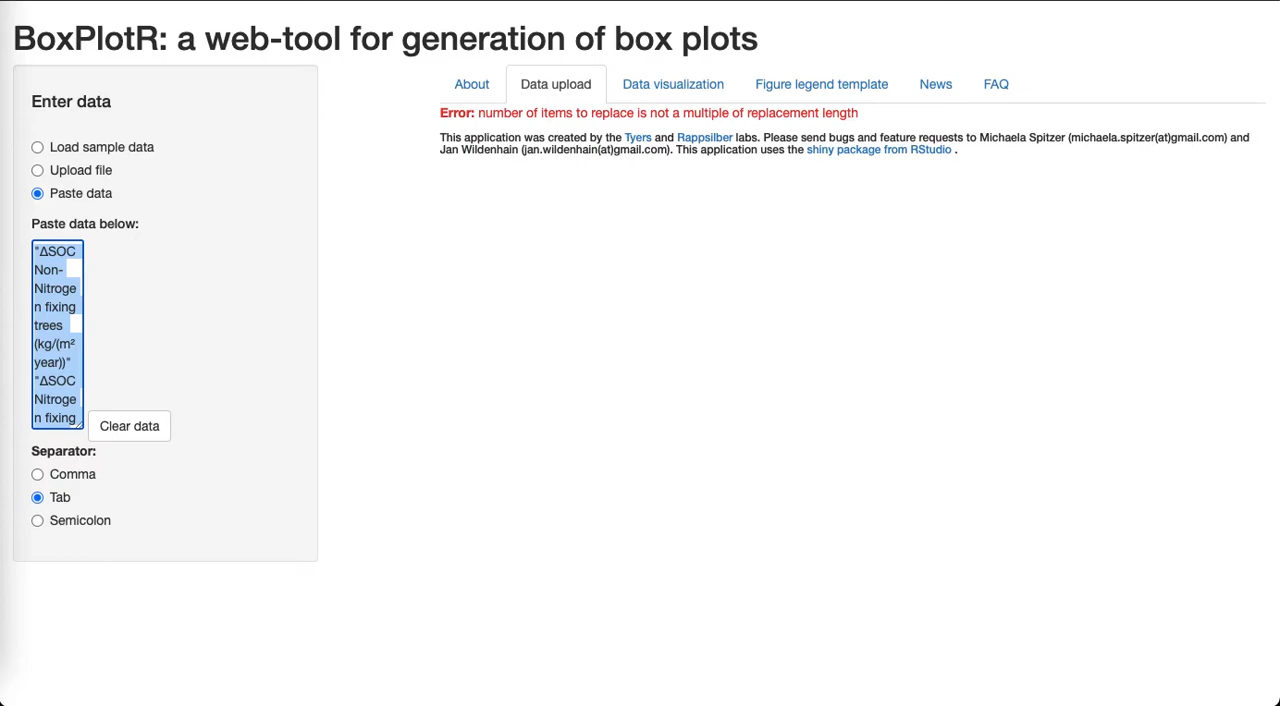 BoxPlotR: a web-tool for generation of box plots
Enter data
Load sample data
Upload file
Paste data
Paste data below:
"ΔSOC
Non-
Nitroge
n fixing
trees
(kg/(m²
year))"
"ΔSOC
Nitroge
n fixing
Clear data
Separator:
Comma
Tab
Semicolon
About Data upload Data visualization Figure legend template News FAQ
Error: number of items to replace is not a multiple of replacement length
This application was created by the Tyers and Rappsilber labs. Please send bugs and feature requests to Michaela Spitzer (michaela.spitzer(at)gmail.com) and
Jan Wildenhain (jan.wildenhain(at)gmail.com). This application uses the shiny package from RStudio .